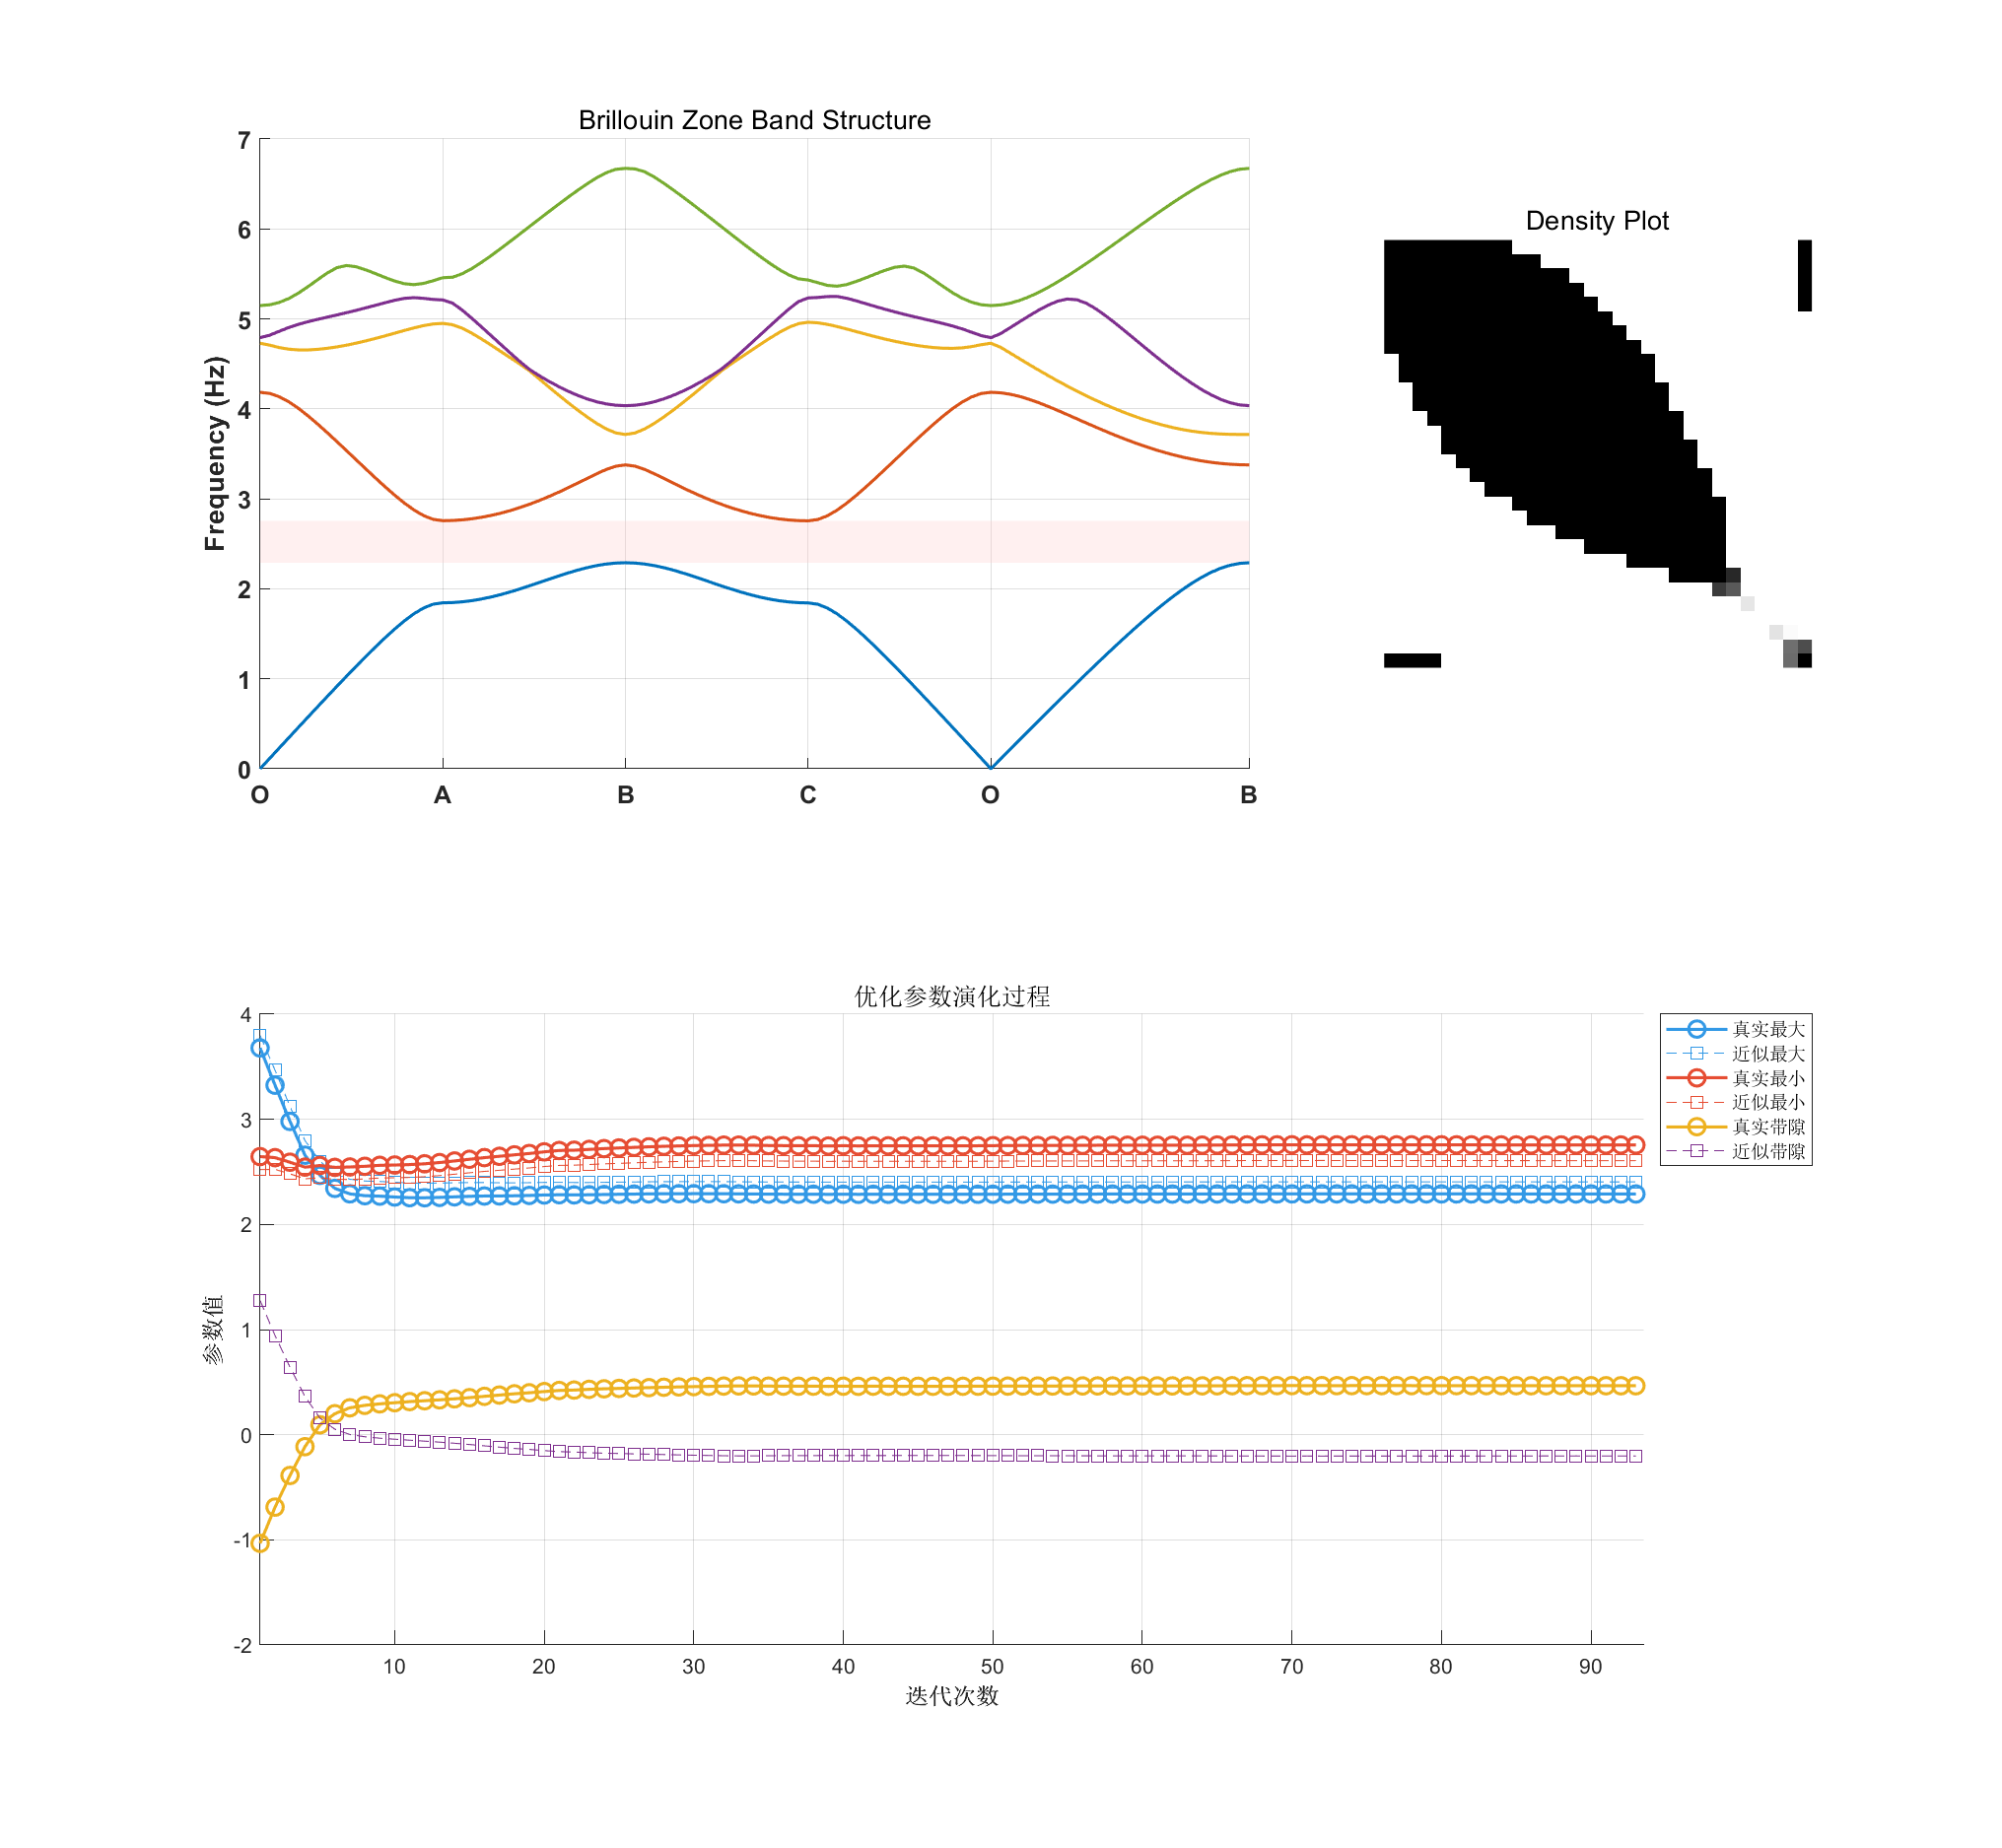 Brillouin Zone Band Structure
7
6
5
4
3
2
1
0
Frequency (Hz)
O A B C O B
Density Plot
优化参数演化过程
4
3
2
1
0
-1
-2
参数值
10 20 30 40 50 60 70 80 90
迭代次数
真实最大
近似最大
真实最小
近似最小
真实带隙
近似带隙